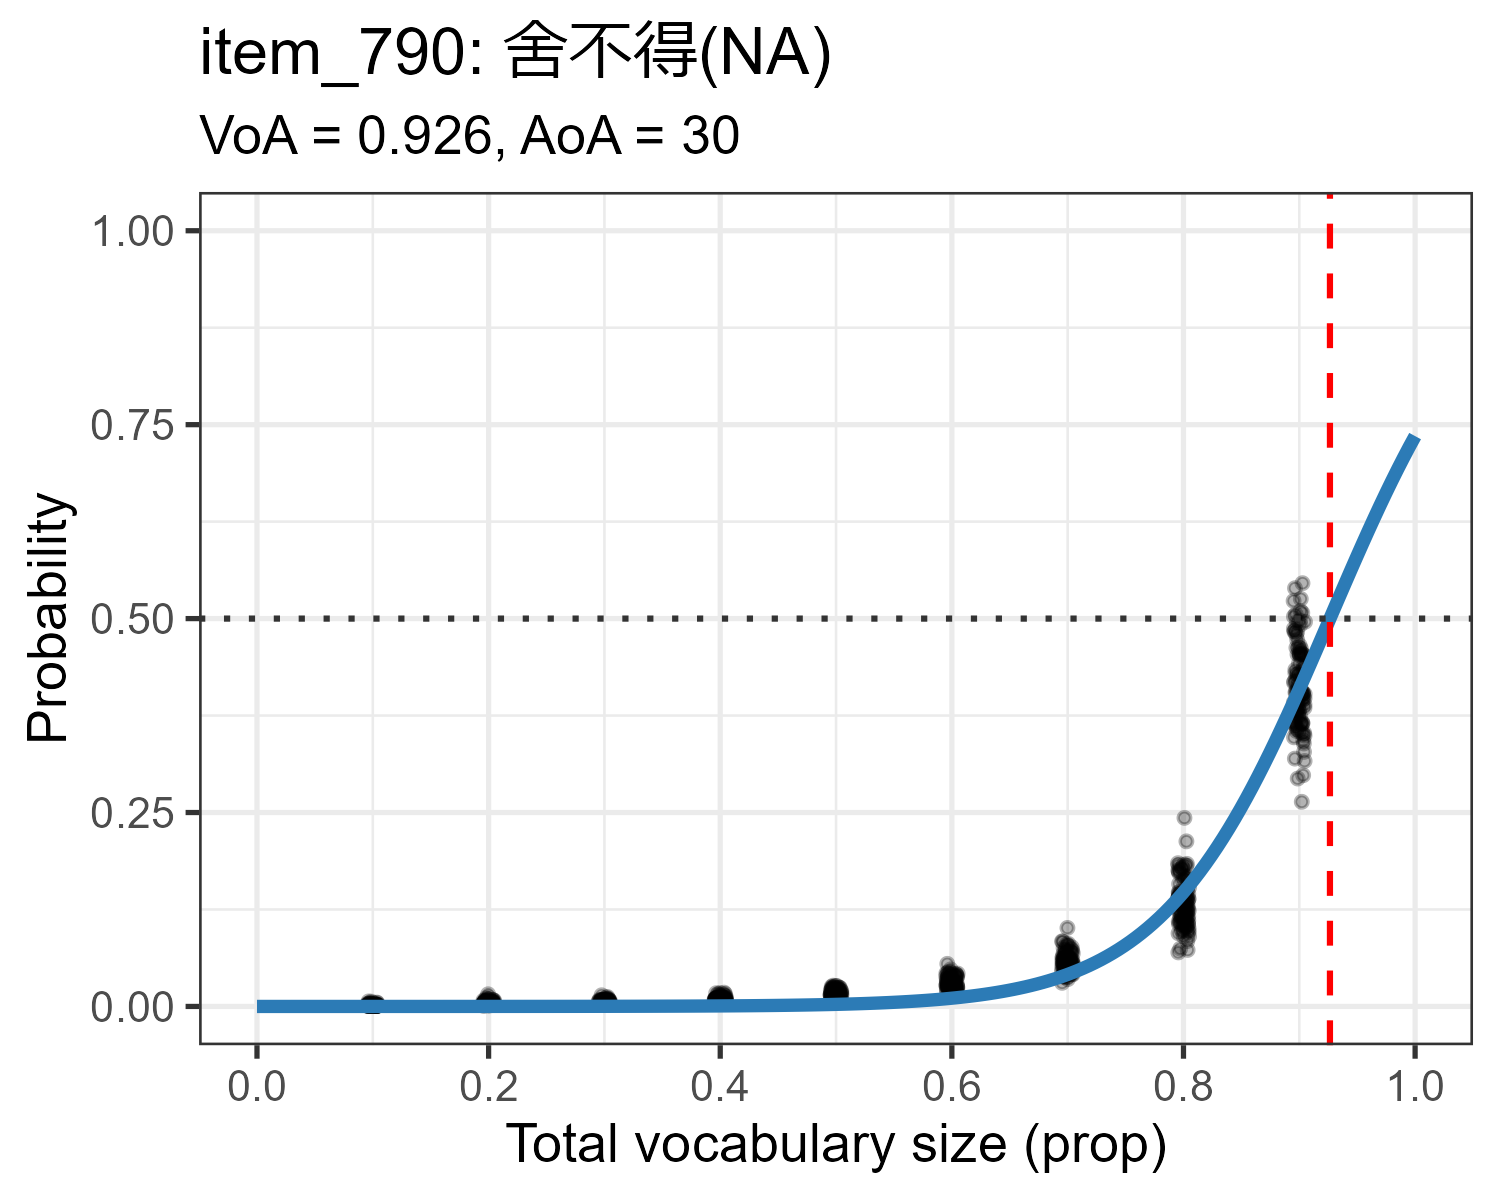 item_790: 舍不得(NA)
VoA = 0.926, AoA = 30
1.00
0.75
0.50
0.25
0.00
Probability
0.0 0.2 0.4 0.6 0.8 1.0
Total vocabulary size (prop)